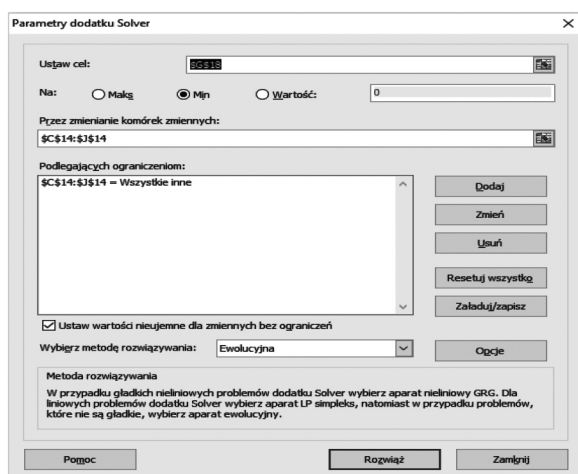 Parametry dodatku Solver
Ustaw cel: $G$18
Na: Maks Min Wartość: 0
Przez zmienianie komórek zmiennych:
$C$14:$J$14
Podlegających ograniczeniom:
$C$14:$J$14 = Wszystkie inne
Dodaj
Zmień
Usuń
Resetuj wszystko
Załaduj/zapisz
Ustaw wartości nieujemne dla zmiennych bez ograniczeń
Wybierz metodę rozwiązywania: Ewolucyjna Opcje
Metoda rozwiązywania
W przypadku gładkich nieliniowych problemów dodatku Solver wybierz aparat nieliniowy GRG. Dla
liniowych problemów dodatku Solver wybierz aparat LP simpleks, natomiast w przypadku problemów,
które nie są gładkie, wybierz aparat ewolucyjny.
Pomoc Rozwiąż Zamknij